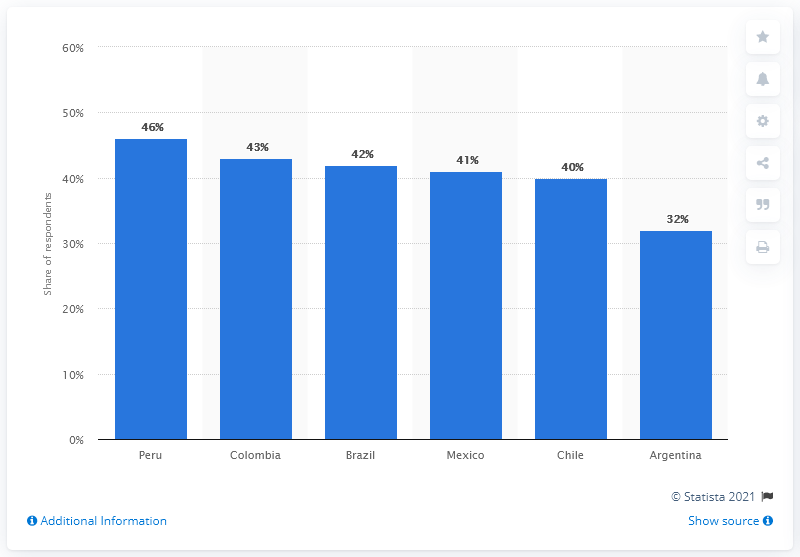 60%
50%
40%
30%
20%
10%
0%
Share of respondents
46%
43%
42%
41%
40%
32%
Peru
Colombia
Brazil
Mexico
Chile
Argentina
© Statista 2021
Additional Information
Show source